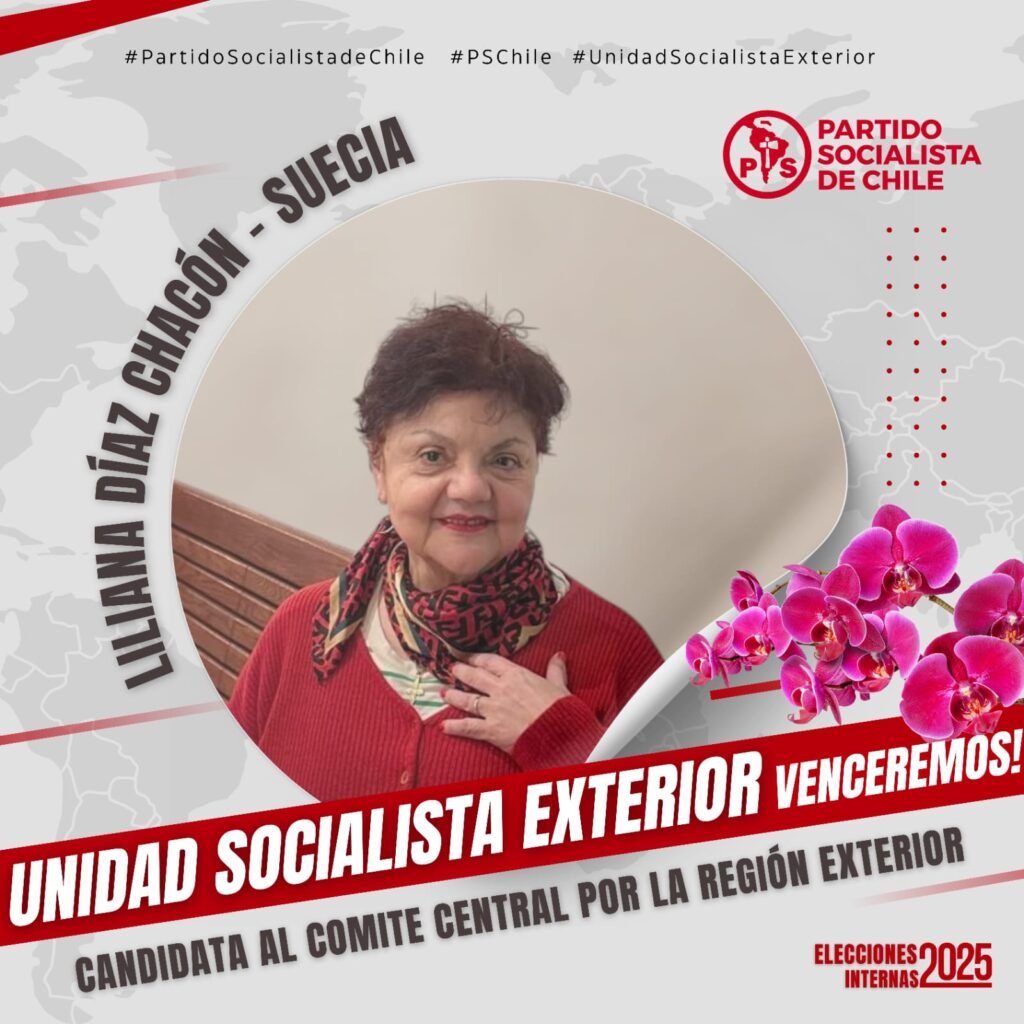 #PartidoSocialistadeChile #PSChile #UnidadSocialistaExterior
PS
PARTIDO
SOCIALISTA
DE CHILE
LILIANA DÍAZ CHACÓN - SUECIA
UNIDAD SOCIALISTA EXTERIOR VENCEREMOS!
CANDIDATA AL COMITE CENTRAL POR LA REGIÓN EXTERIOR
ELECCIONES
INTERNAS 2025